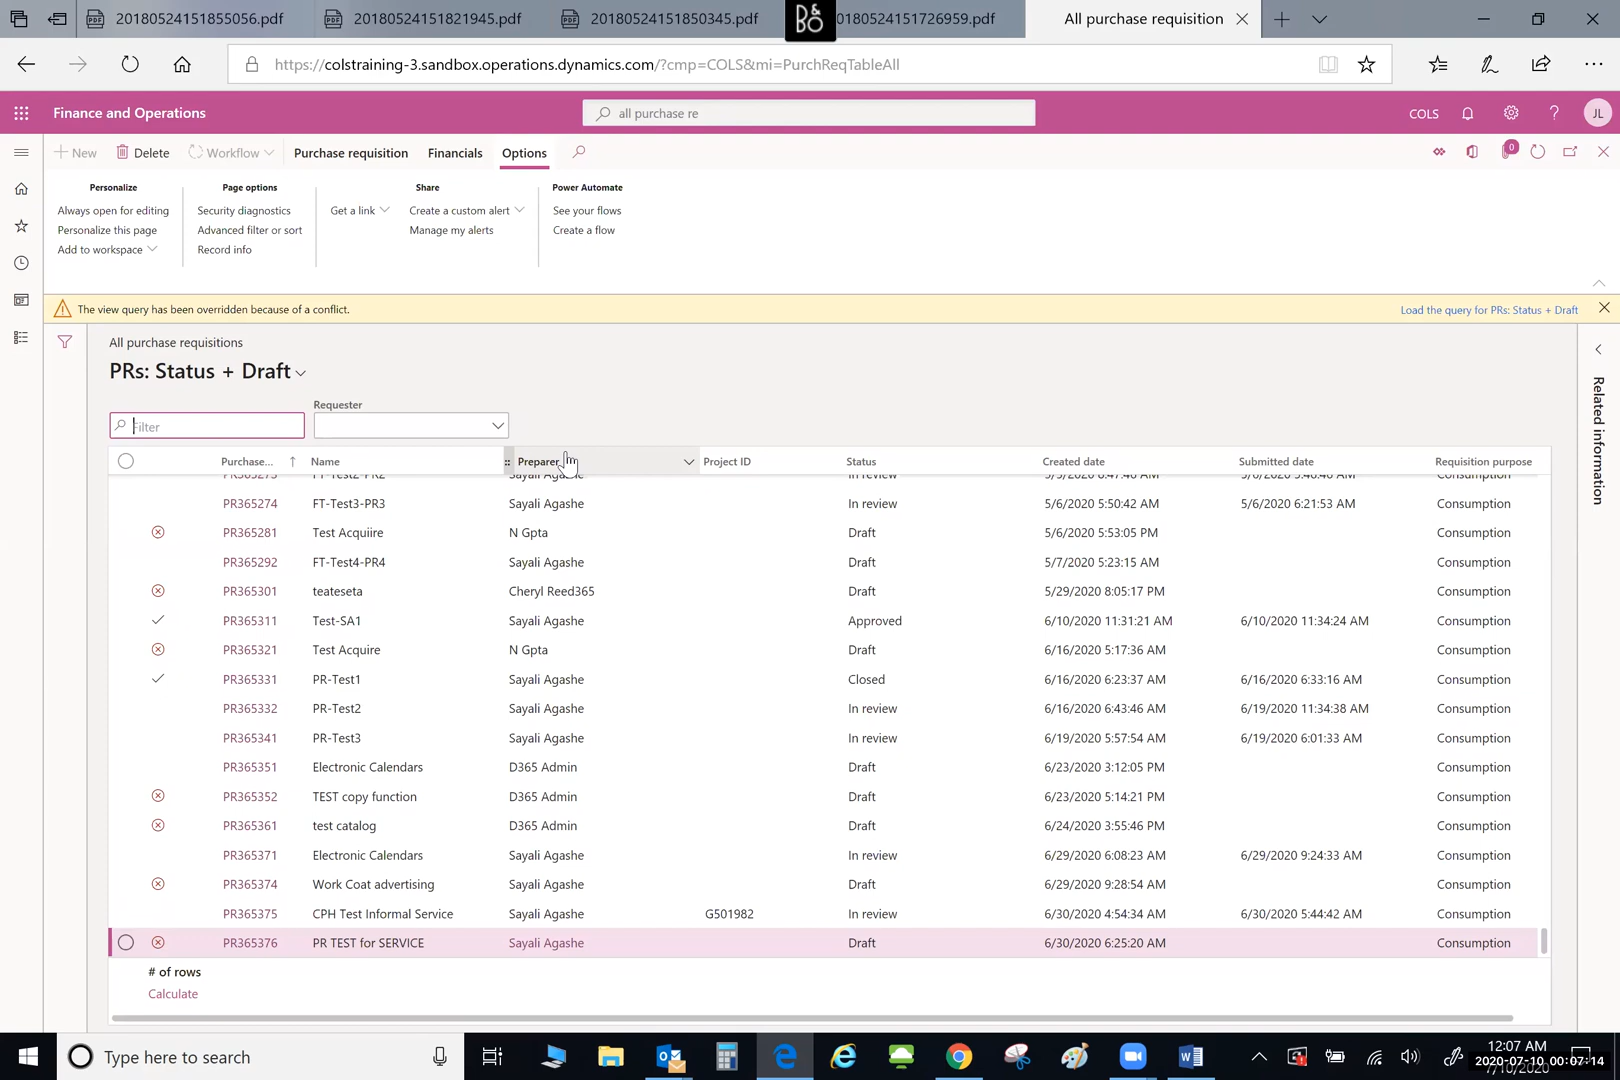 20180524151855056.pdf
20180524151821945.pdf
20180524151850345.pdf
B&O
20180524151726959.pdf
All purchase requisition
https://colstraining-3.sandbox.operations.dynamics.com/?cmp=COLS&mi=PurchReqTableAll
Finance and Operations
all purchase re
COLS
JL
New
Delete
Workflow
Purchase requisition
Financials
Options
0
Personalize
Always open for editing
Personalize this page
Add to workspace
Page options
Security diagnostics
Advanced filter or sort
Record info
Share
Get a link
Create a custom alert
Manage my alerts
Power Automate
See your flows
Create a flow
The view query has been overridden because of a conflict.
Load the query for PRs: Status + Draft
All purchase requisitions
PRs: Status + Draft
Related information
Requester
Filter
Purchase... Name Preparer Project ID Status Created date Submitted date Requisition purpose
PR365273 FT-Test2-PR2 Sayali Agashe In review 5/5/2020 6:47:46 AM Consumption
PR365274 FT-Test3-PR3 Sayali Agashe In review 5/6/2020 5:50:42 AM 5/6/2020 6:21:53 AM Consumption
PR365281 Test Acquiire N Gpta Draft 5/6/2020 5:53:05 PM Consumption
PR365292 FT-Test4-PR4 Sayali Agashe Draft 5/7/2020 5:23:15 AM Consumption
PR365301 teateseta Cheryl Reed365 Draft 5/29/2020 8:05:17 PM Consumption
PR365311 Test-SA1 Sayali Agashe Approved 6/10/2020 11:31:21 AM 6/10/2020 11:34:24 AM Consumption
PR365321 Test Acquire N Gpta Draft 6/16/2020 5:17:36 AM Consumption
PR365331 PR-Test1 Sayali Agashe Closed 6/16/2020 6:23:37 AM 6/16/2020 6:33:16 AM Consumption
PR365332 PR-Test2 Sayali Agashe In review 6/16/2020 6:43:46 AM 6/19/2020 11:34:38 AM Consumption
PR365341 PR-Test3 Sayali Agashe In review 6/19/2020 5:57:54 AM 6/19/2020 6:01:33 AM Consumption
PR365351 Electronic Calendars D365 Admin Draft 6/23/2020 3:12:05 PM Consumption
PR365352 TEST copy function D365 Admin Draft 6/23/2020 5:14:21 PM Consumption
PR365361 test catalog D365 Admin Draft 6/24/2020 3:55:46 PM Consumption
PR365371 Electronic Calendars Sayali Agashe In review 6/29/2020 6:08:23 AM 6/29/2020 9:24:33 AM Consumption
PR365374 Work Coat advertising Sayali Agashe Draft 6/29/2020 9:28:54 AM Consumption
PR365375 CPH Test Informal Service Sayali Agashe G501982 In review 6/30/2020 4:54:34 AM 6/30/2020 5:44:42 AM Consumption
PR365376 PR TEST for SERVICE Sayali Agashe Draft 6/30/2020 6:25:20 AM Consumption
# of rows
Calculate
Type here to search
12:07 AM
2020-07-10 00:07:14
7/10/2020